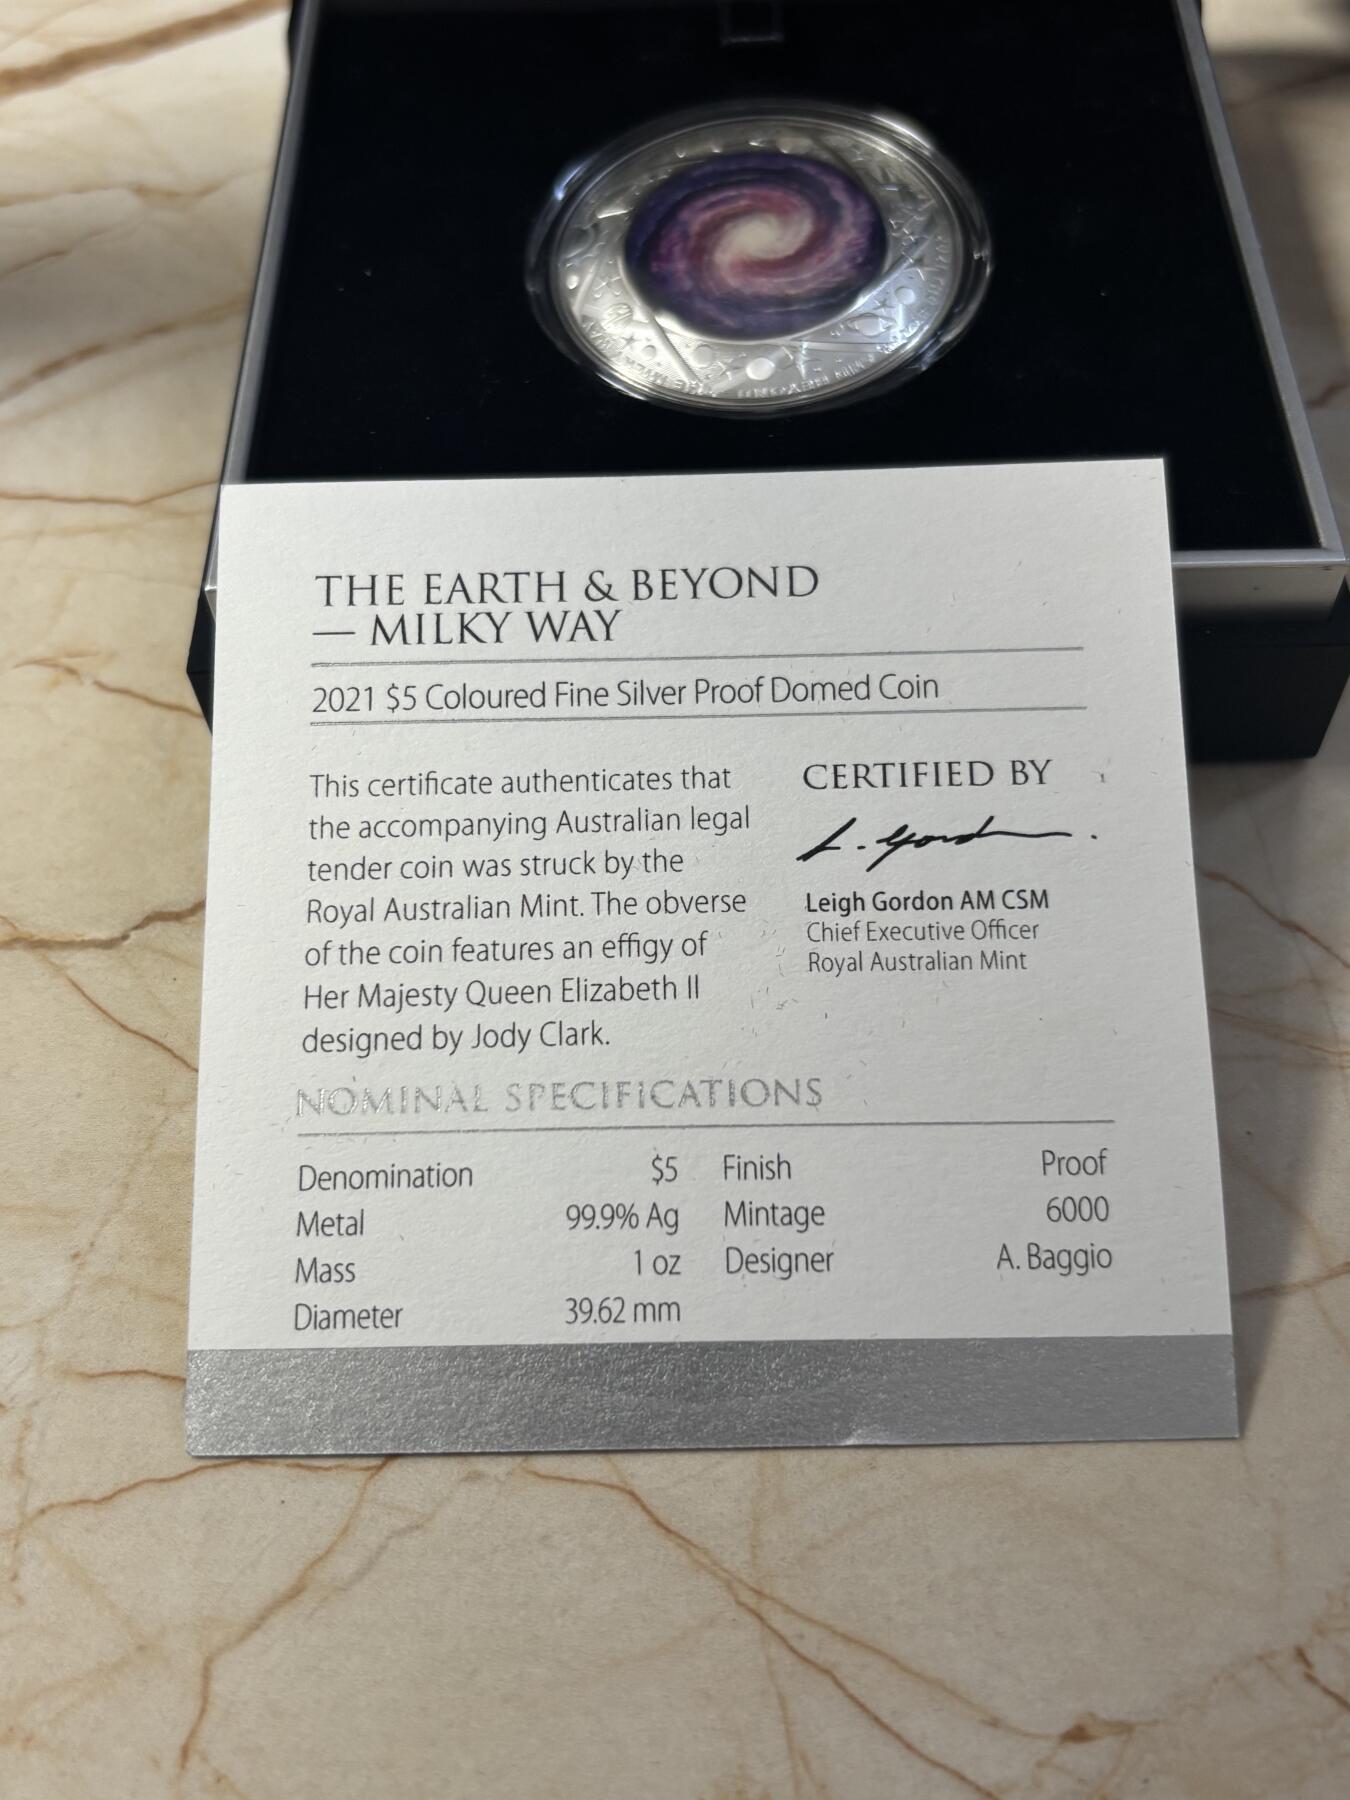 THE EARTH & BEYOND
— MILKY WAY
2021 $5 Coloured Fine Silver Proof Domed Coin
This certificate authenticates that
the accompanying Australian legal
tender coin was struck by the
Royal Australian Mint. The obverse
of the coin features an effigy of
Her Majesty Queen Elizabeth II
designed by Jody Clark.
CERTIFIED BY
L. Gordon.
Leigh Gordon AM CSM
Chief Executive Officer
Royal Australian Mint
NOMINAL SPECIFICATIONS
Denomination $5
Metal 99.9% Ag
Mass 1 oz
Diameter 39.62 mm
Finish Proof
Mintage 6000
Designer A. Baggio